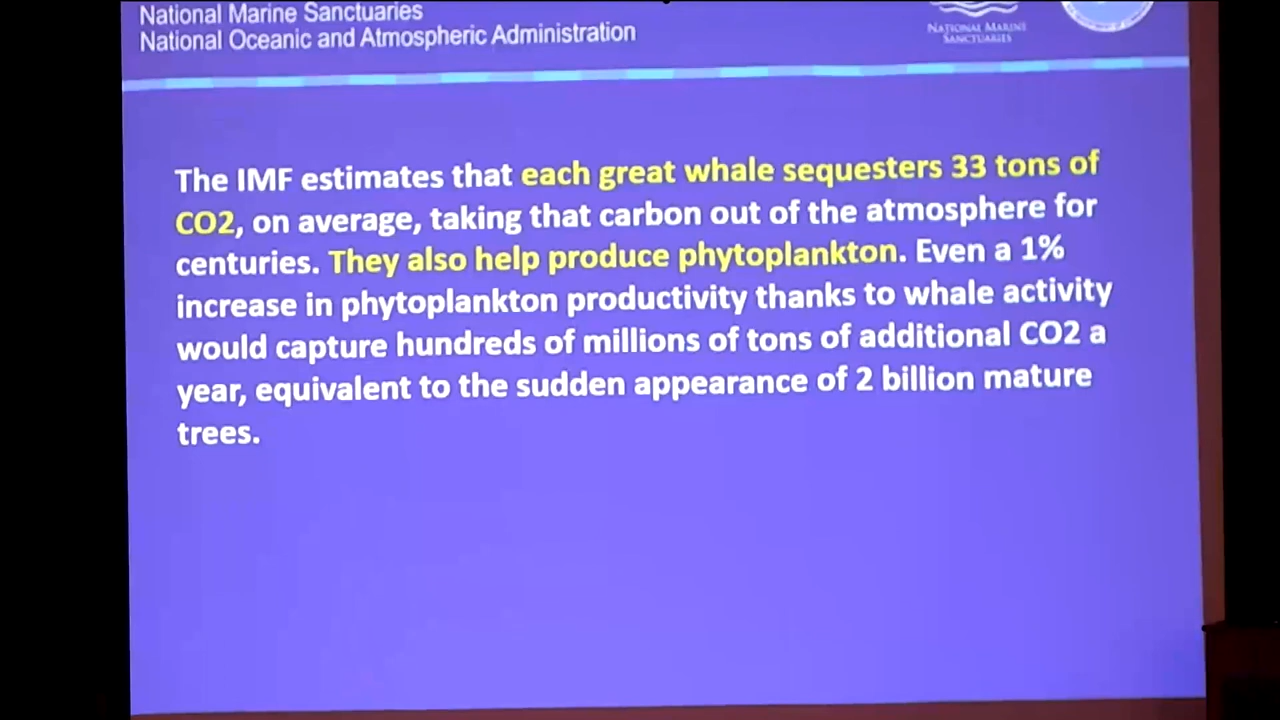 National Marine Sanctuaries
National Oceanic and Atmospheric Administration
NATIONAL MARINE
SANCTUARIES
The IMF estimates that each great whale sequesters 33 tons of
CO2, on average, taking that carbon out of the atmosphere for
centuries. They also help produce phytoplankton. Even a 1%
increase in phytoplankton productivity thanks to whale activity
would capture hundreds of millions of tons of additional CO2 a
year, equivalent to the sudden appearance of 2 billion mature
trees.